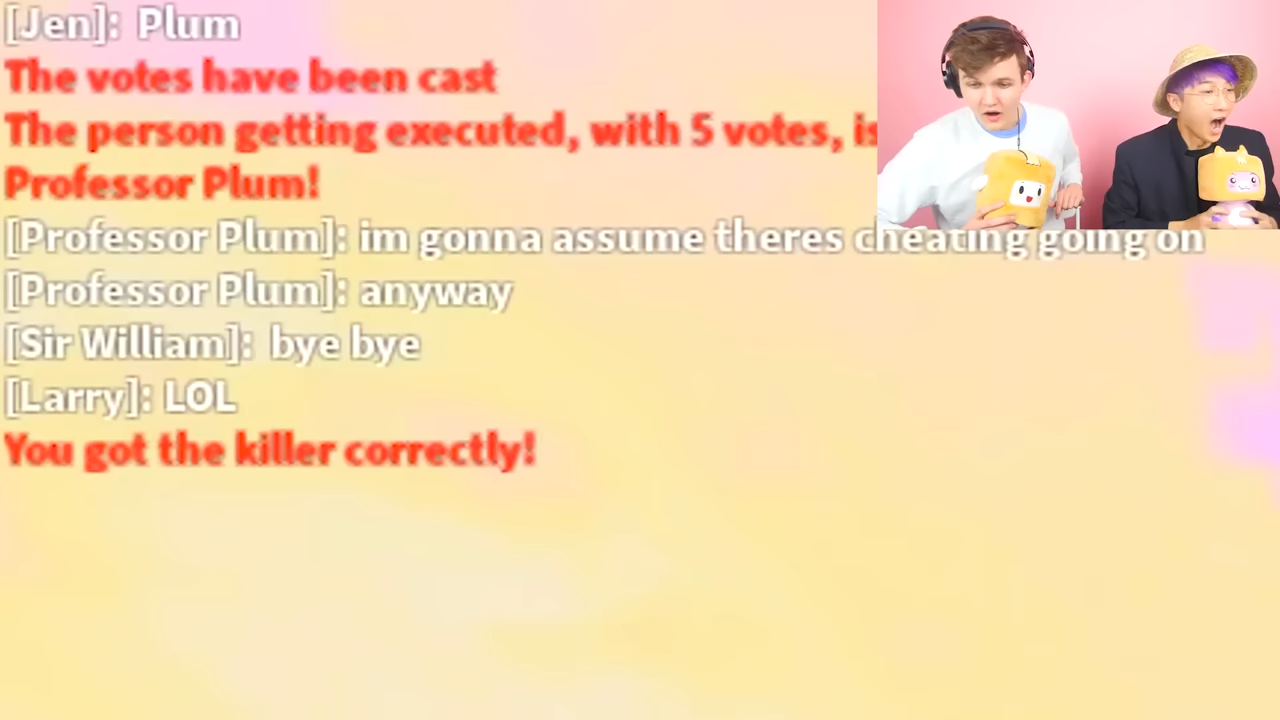 [Jen]: Plum
The votes have been cast
The person getting executed, with 5 votes, is
Professor Plum!
[Professor Plum]: im gonna assume theres cheating going on
[Professor Plum]: anyway
[Sir William]: bye bye
[Larry]: LOL
You got the killer correctly!